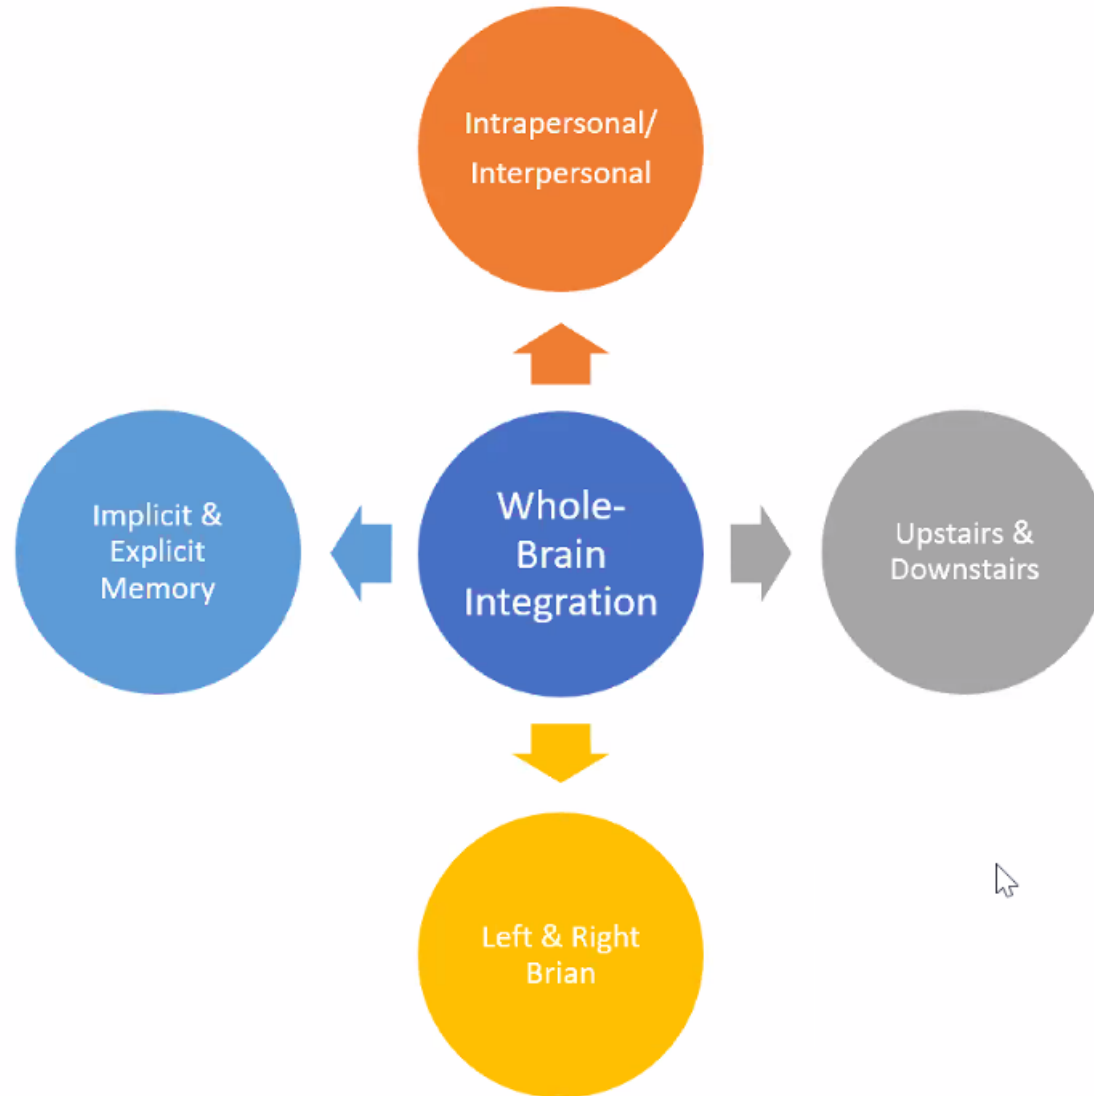 Intrapersonal/
Interpersonal
Implicit &
Explicit
Memory
Whole-
Brain
Integration
Upstairs &
Downstairs
Left & Right
Brian